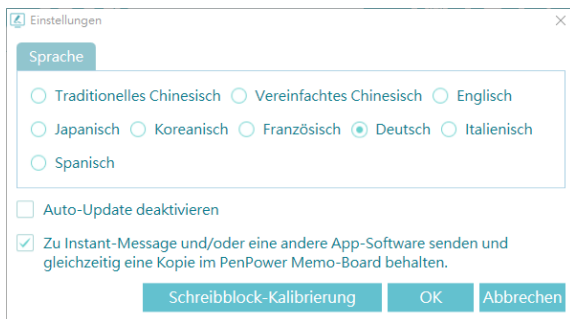 Einstellungen
Sprache
Traditionelles Chinesisch Vereinfachtes Chinesisch Englisch
Japanisch Koreanisch Französisch Deutsch Italienisch
Spanisch
Auto-Update deaktivieren
Zu Instant-Message und/oder eine andere App-Software senden und
gleichzeitig eine Kopie im PenPower Memo-Board behalten.
Schreibblock-Kalibrierung OK Abbrechen